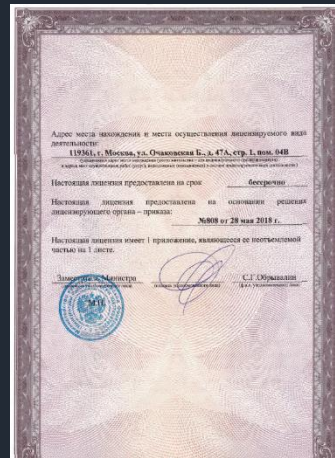 Адрес места нахождения и места осуществления лицензируемого вида
деятельности:
119361, г. Москва, ул. Очаковская Б., д. 47А, стр. 1, пом. 04В
Настоящая лицензия предоставлена на срок бессрочно
Настоящая лицензия предоставлена на основании решения
лицензирующего органа – приказа:
№808 от 28 мая 2018 г.
Настоящая лицензия имеет 1 приложение, являющееся ее неотъемлемой
частью на 1 листе.
Заместитель Министра С.Г.Обрывалин